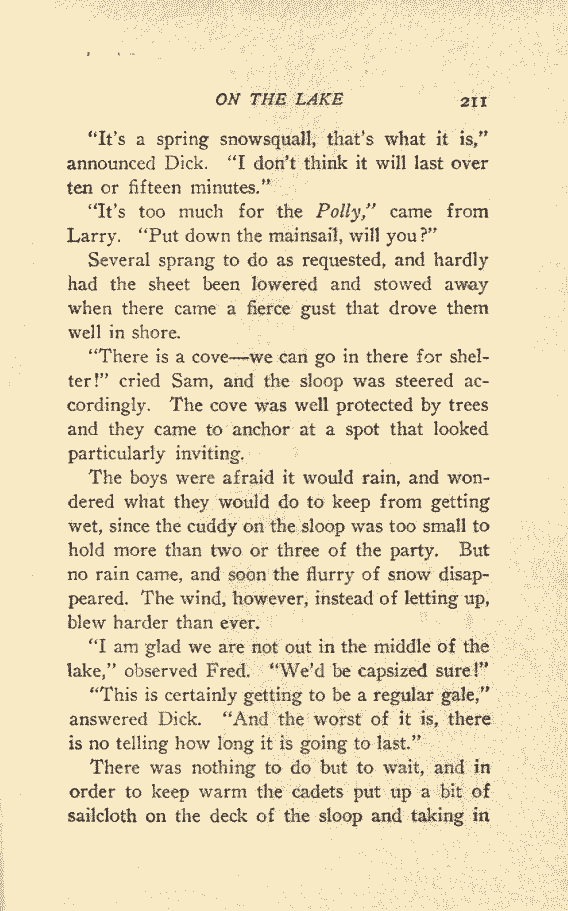 ON THE LAKE 211
"It's a spring snowsquall, that's what it is,"
announced Dick. "I don't think it will last over
ten or fifteen minutes."
"It's too much for the Polly," came from
Larry. "Put down the mainsail, will you?"
Several sprang to do as requested, and hardly
had the sheet been lowered and stowed away
when there came a fierce gust that drove them
well in shore.
"There is a cove—we can go in there for shel-
ter!" cried Sam, and the sloop was steered ac-
cordingly. The cove was well protected by trees
and they came to anchor at a spot that looked
particularly inviting.
The boys were afraid it would rain, and won-
dered what they would do to keep from getting
wet, since the cuddy on the sloop was too small to
hold more than two or three of the party. But
no rain came, and soon the flurry of snow disap-
peared. The wind, however, instead of letting up,
blew harder than ever.
"I am glad we are not out in the middle of the
lake," observed Fred. "We'd be capsized sure!"
"This is certainly getting to be a regular gale,"
answered Dick. "And the worst of it is, there
is no telling how long it is going to last."
There was nothing to do but to wait, and in
order to keep warm the cadets put up a bit of
sailcloth on the deck of the sloop and taking in